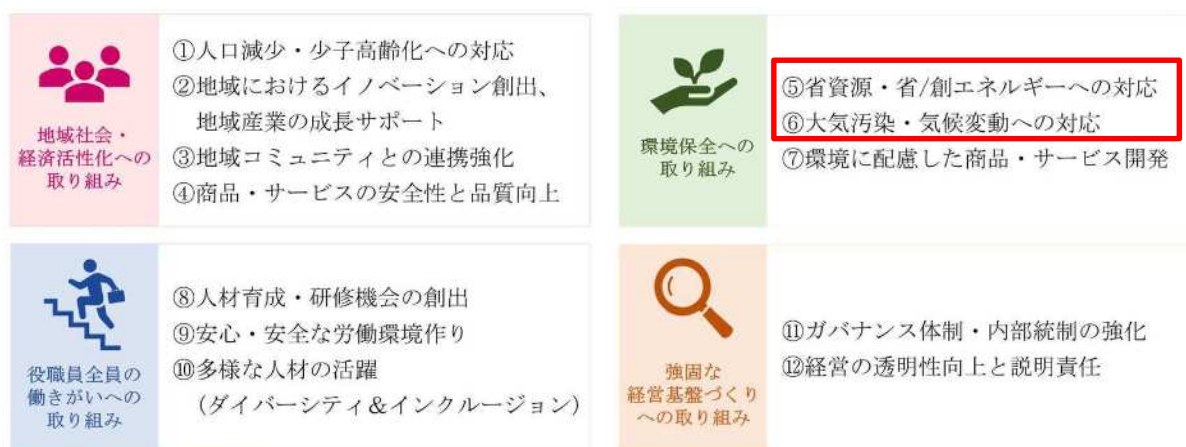 地域社会・
経済活性化への
取り組み
①人口減少・少子高齢化への対応
②地域におけるイノベーション創出、
地域産業の成長サポート
③地域コミュニティとの連携強化
④商品・サービスの安全性と品質向上
環境保全への
取り組み
⑤省資源・省/創エネルギーへの対応
⑥大気汚染・気候変動への対応
⑦環境に配慮した商品・サービス開発
役職員全員の
働きがいへの
取り組み
⑧人材育成・研修機会の創出
⑨安心・安全な労働環境作り
⑩多様な人材の活躍
(ダイバーシティ&インクルージョン)
強固な
経営基盤づくり
への取り組み
⑪ガバナンス体制・内部統制の強化
⑫経営の透明性向上と説明責任